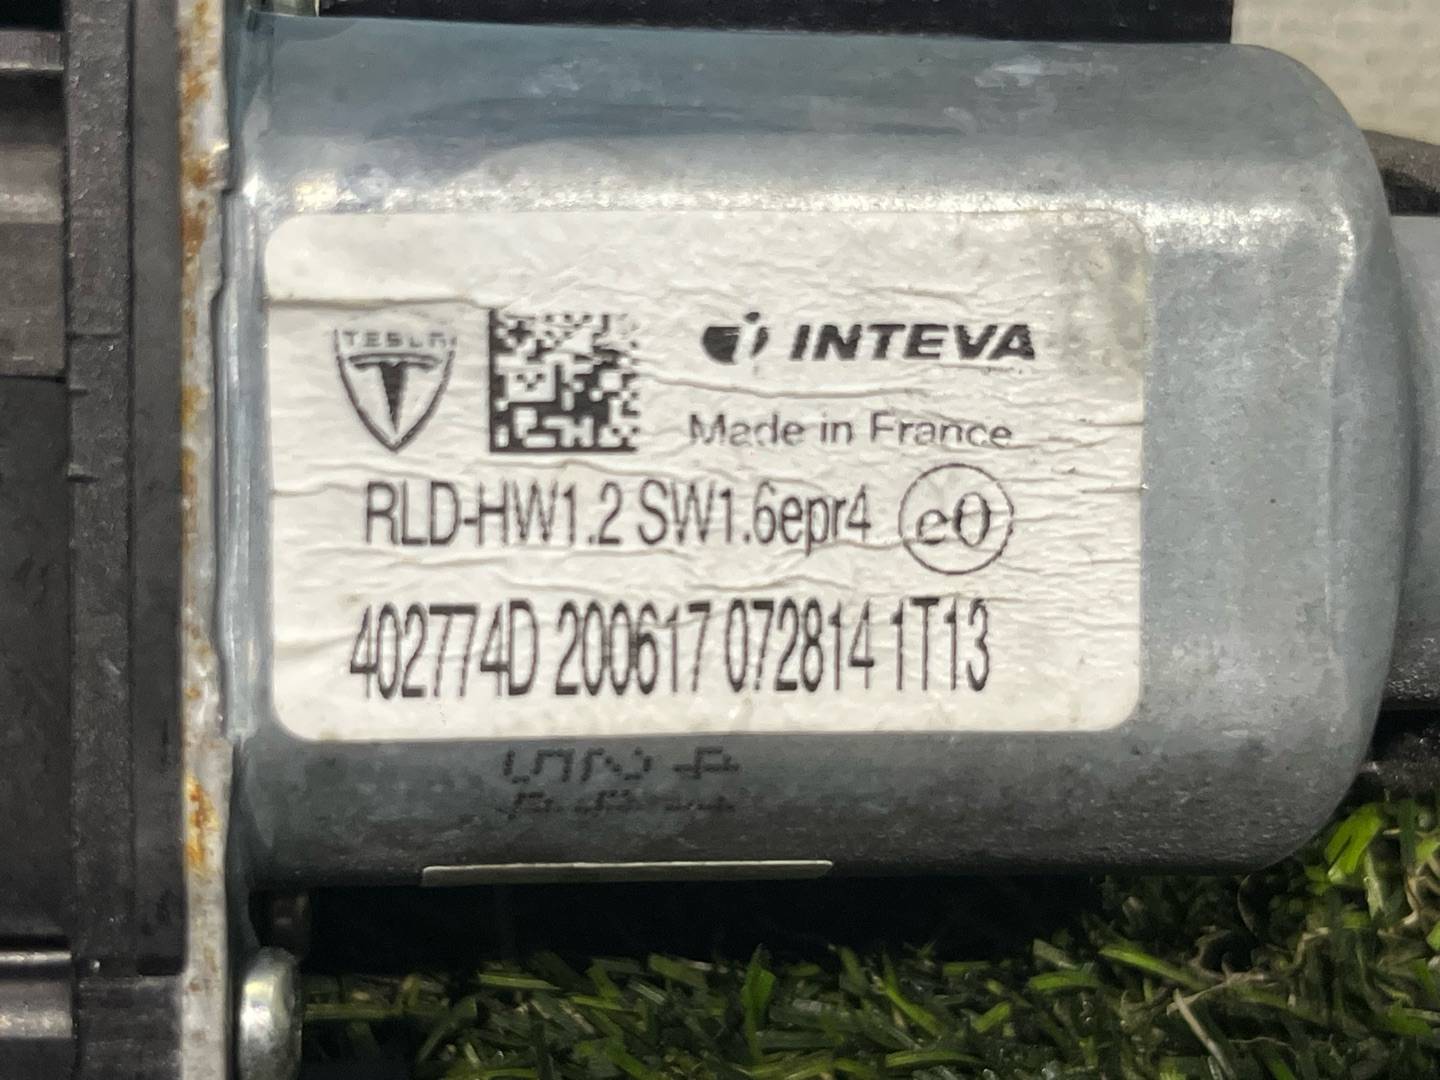 TESLA
INTEVA
Made in France
RLD-HW1.2 SW1.6epr4 e0
402774D 200617 072814 1T13